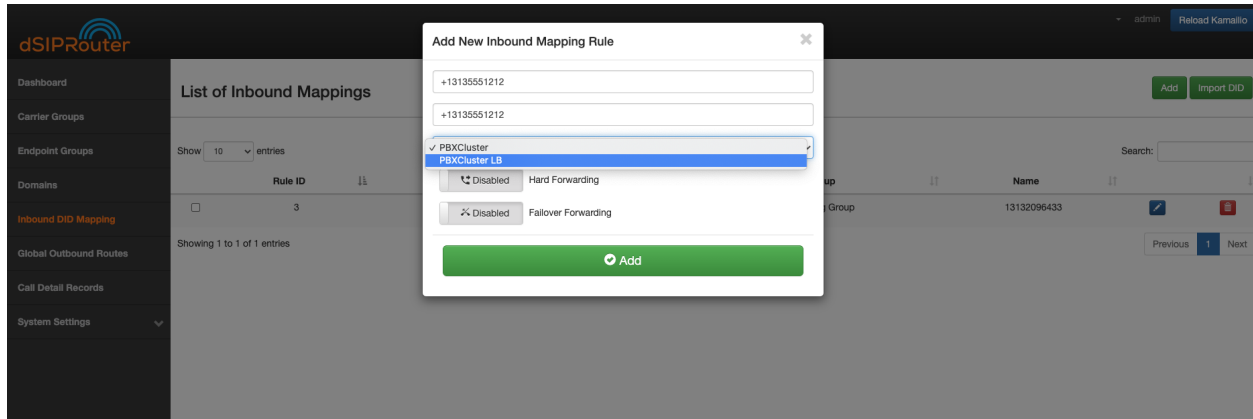 dSIPRouter
admin
Reload Kamailio
Dashboard
Carrier Groups
Endpoint Groups
Domains
Inbound DID Mapping
Global Outbound Routes
Call Detail Records
System Settings
List of Inbound Mappings
Add
Import DID
Show 10 entries
Search:
Rule ID
up
Name
3
Group
13132096433
Showing 1 to 1 of 1 entries
Previous 1 Next
Add New Inbound Mapping Rule
+13135551212
+13135551212
✓ PBXCluster
PBXCluster LB
Disabled Hard Forwarding
Disabled Failover Forwarding
Add